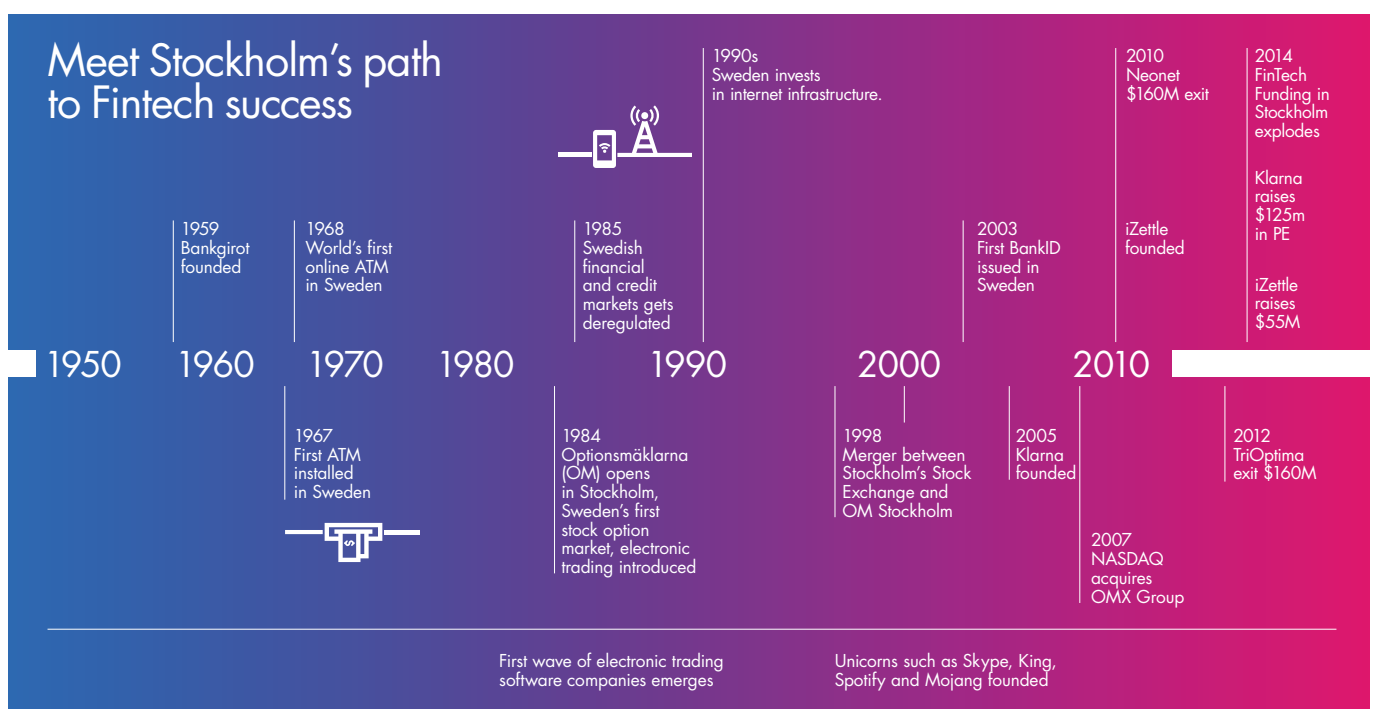 Meet Stockholm's path
to Fintech success
1990s
Sweden invests
in internet infrastructure.
2010
Neonet
$160M exit
2014
FinTech
Funding in
Stockholm
explodes
Klarna
raises
$125m
in PE
1959
Bankgirot
founded
1968
World's first
online ATM
in Sweden
1985
Swedish
financial
and credit
markets gets
deregulated
2003
First BankID
issued in
Sweden
iZettle
founded
iZettle
raises
$55M
1950 1960 1970 1980 1990 2000 2010
1967
First ATM
installed
in Sweden
1984
Optionsmäklarna
(OM) opens
in Stockholm,
Sweden's first
stock option
market, electronic
trading introduced
1998
Merger between
Stockholm's Stock
Exchange and
OM Stockholm
2005
Klarna
founded
2007
NASDAQ
acquires
OMX Group
2012
TriOptima
exit $160M
First wave of electronic trading
software companies emerges
Unicorns such as Skype, King,
Spotify and Mojang founded